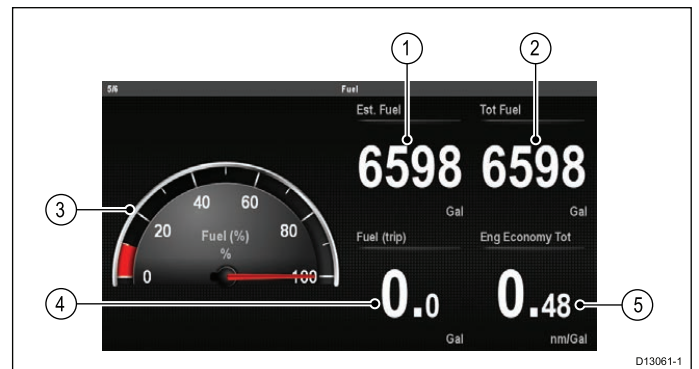 1
2
5/6
Fuel
Est. Fuel
Tot Fuel
6598
6598
Gal
Gal
3
40
60
20
Fuel (%)
80
%
0
100
Fuel (trip)
Eng Economy Tot
4
0.0
0.48
5
Gal
nm/Gal
D13061-1